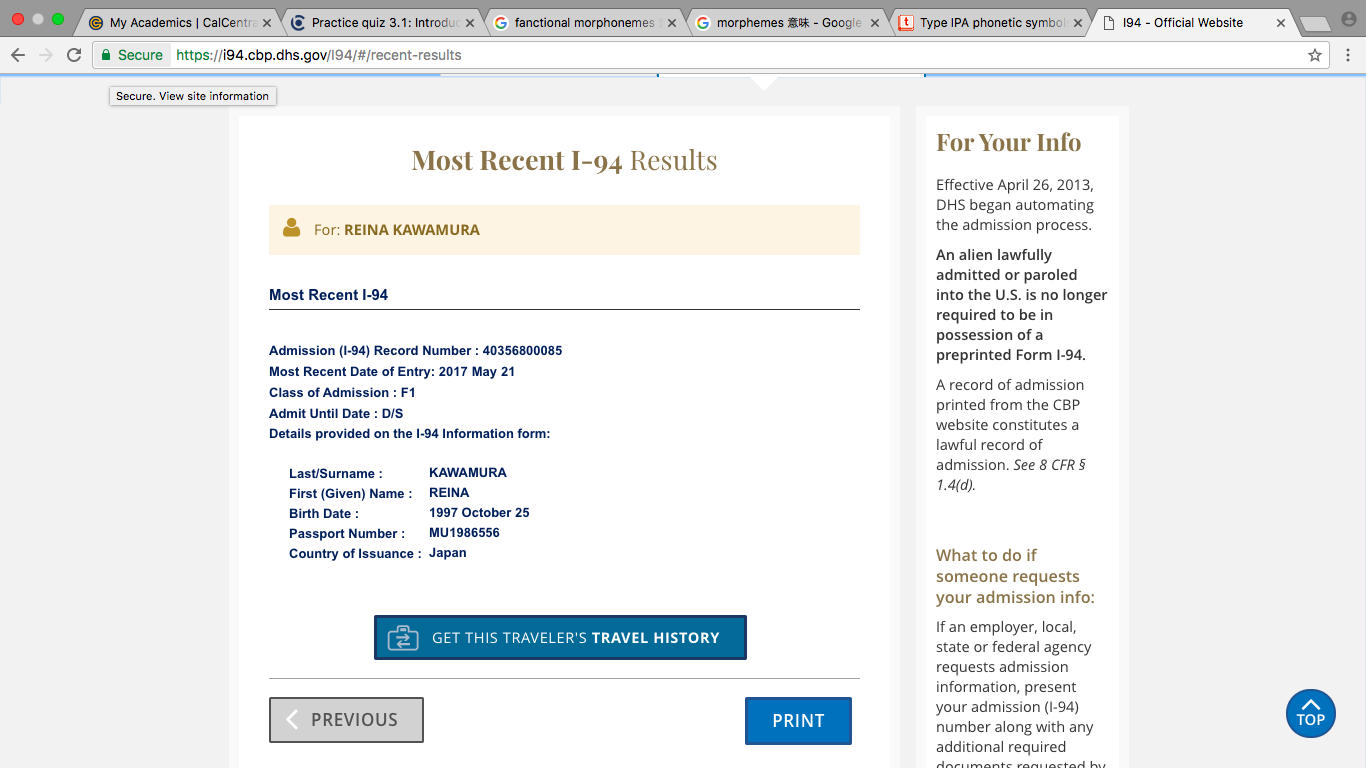 My Academics | CalCentra
Practice quiz 3.1: Introduc
fanctional morphonemes
morphemes 意味 - Google
Type IPA phonetic symbols
I94 - Official Website
Secure
https://i94.cbp.dhs.gov/I94/#/recent-results
Secure. View site information
Most Recent I-94 Results
For: REINA KAWAMURA
Most Recent I-94
Admission (I-94) Record Number : 40356800085
Most Recent Date of Entry: 2017 May 21
Class of Admission : F1
Admit Until Date : D/S
Details provided on the I-94 Information form:
Last/Surname : KAWAMURA
First (Given) Name : REINA
Birth Date : 1997 October 25
Passport Number : MU1986556
Country of Issuance : Japan
GET THIS TRAVELER'S TRAVEL HISTORY
PREVIOUS
PRINT
For Your Info
Effective April 26, 2013,
DHS began automating
the admission process.
An alien lawfully
admitted or paroled
into the U.S. is no longer
required to be in
possession of a
preprinted Form I-94.
A record of admission
printed from the CBP
website constitutes a
lawful record of
admission. See 8 CFR §
1.4(d).
What to do if
someone requests
your admission info:
If an employer, local,
state or federal agency
requests admission
information, present
your admission (I-94)
number along with any
additional required
documents requested by
TOP